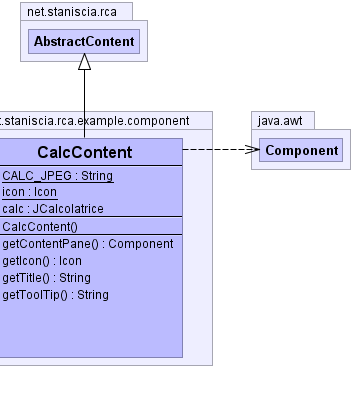 net.staniscia.rca
AbstractContent
t.staniscia.rca.example.component
java.awt
CalcContent
Component
CALC_JPEG : String
icon : Icon
calc : JCalcolatrice
CalcContent()
getContentPane() : Component
getIcon() : Icon
getTitle() : String
getToolTip() : String